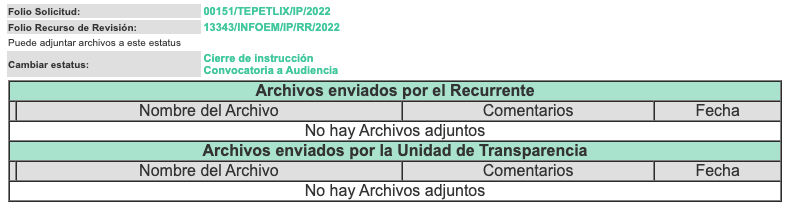 Folio Solicitud: 00151/TEPETLIX/IP/2022
Folio Recurso de Revisión: 13343/INFOEM/IP/RR/2022
Puede adjuntar archivos a este estatus
Cambiar estatus: Cierre de instrucción
Convocatoria a Audiencia
Archivos enviados por el Recurrente
Nombre del Archivo Comentarios Fecha
No hay Archivos adjuntos
Archivos enviados por la Unidad de Transparencia
Nombre del Archivo Comentarios Fecha
No hay Archivos adjuntos